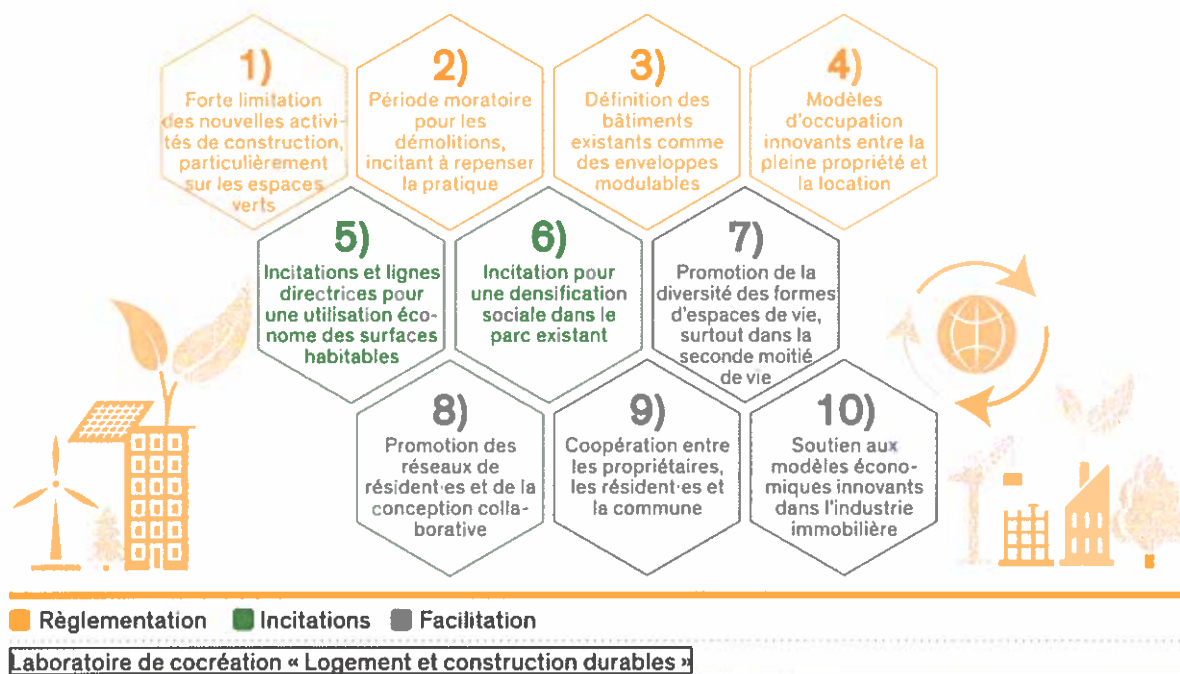 1)
Forte limitation
des nouvelles activi-
tés de construction,
particulièrement
sur les espaces
verts
2)
Période moratoire
pour les
démolitions,
incitant à repenser
la pratique
3)
Définition des
bâtiments
existants comme
des enveloppes
modulables
4)
Modèles
d'occupation
innovants entre la
pleine propriété et
la location
5)
Incitations et lignes
directrices pour
une utilisation éco-
nome des surfaces
habitables
6)
Incitation pour
une densification
sociale dans le
parc existant
7)
Promotion de la
diversité des formes
d'espaces de vie,
surtout dans la
seconde moitié
de vie
8)
Promotion des
réseaux de
résident·es et de la
conception colla-
borative
9)
Coopération entre
les propriétaires,
les résident·es et
la commune
10)
Soutien aux
modèles écono-
miques innovants
dans l'industrie
immobilière
Règlementation Incitations Facilitation
Laboratoire de cocréation « Logement et construction durables »